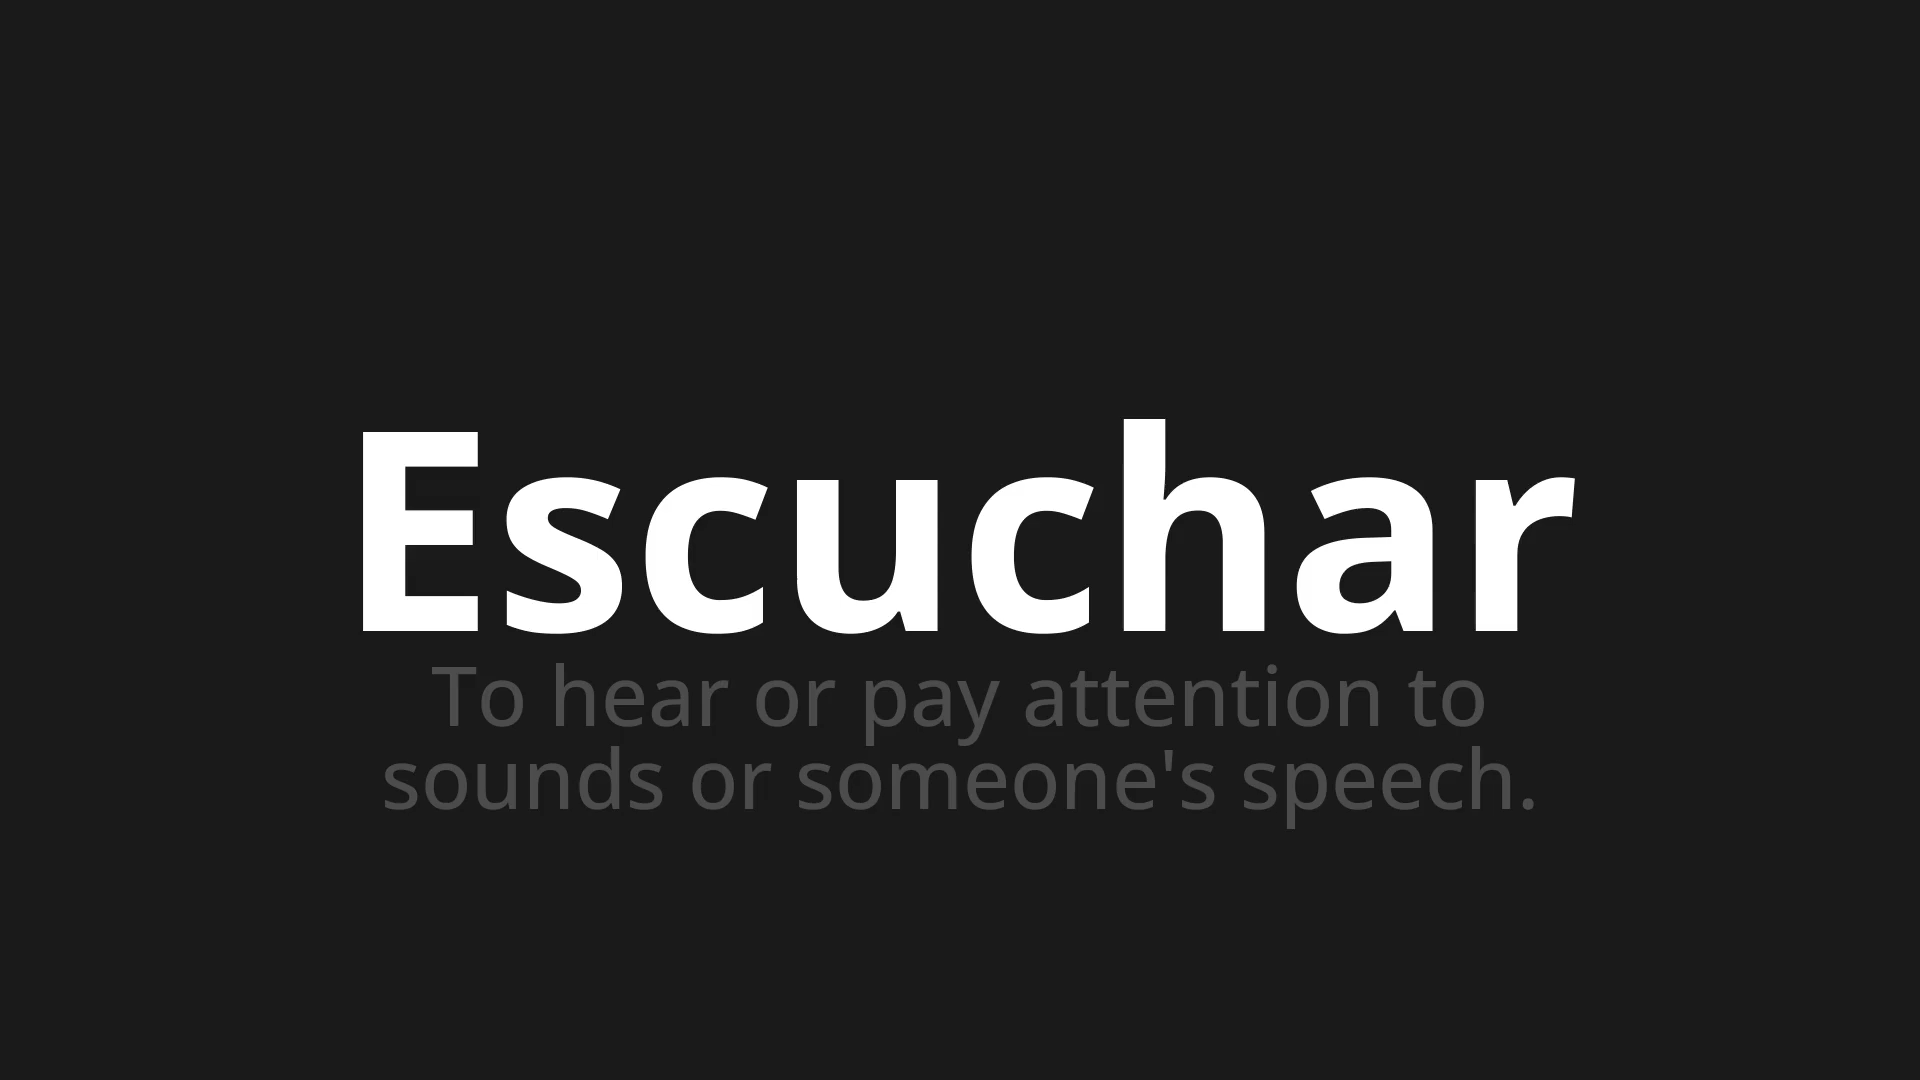 Escuchar
To hear or pay attention to
sounds or someone's speech.